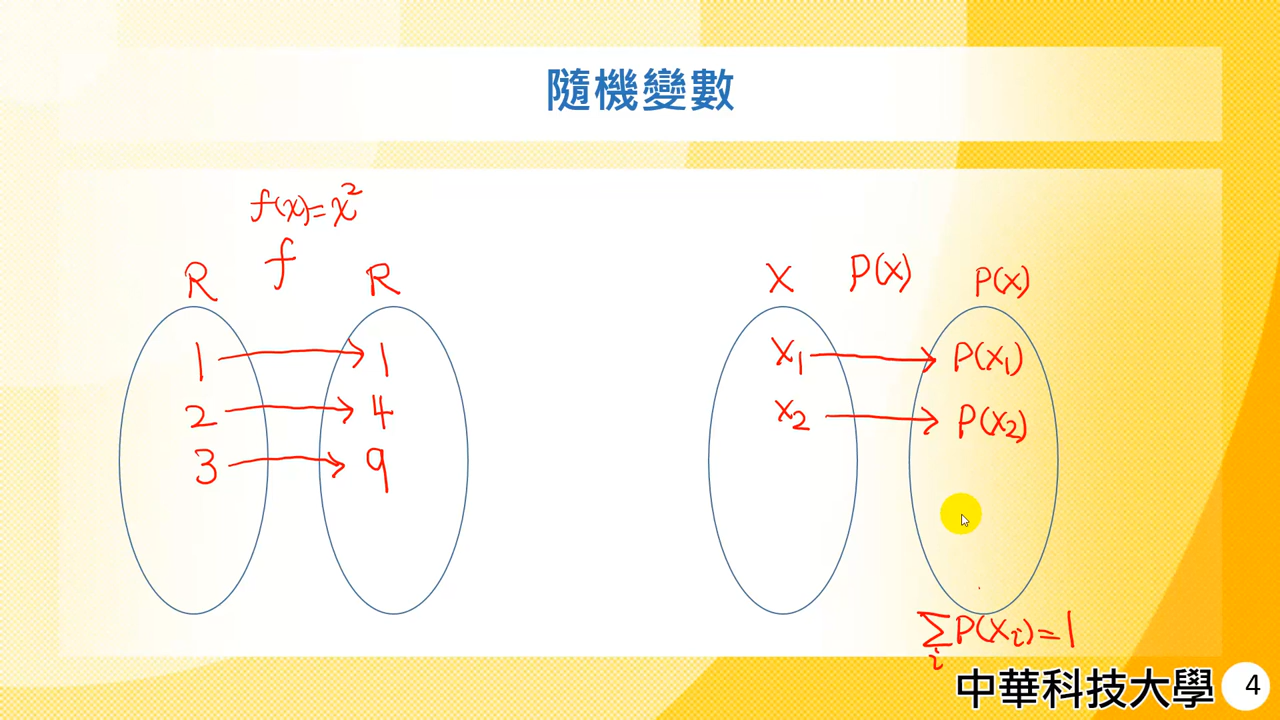 隨機變數
f(x)=x²
f
R R
1 1
2 4
3 9
X P(X) P(X)
X₁ P(X₁)
X₂ P(X₂)
∑ᵢ P(Xᵢ)=1
中華科技大學 4